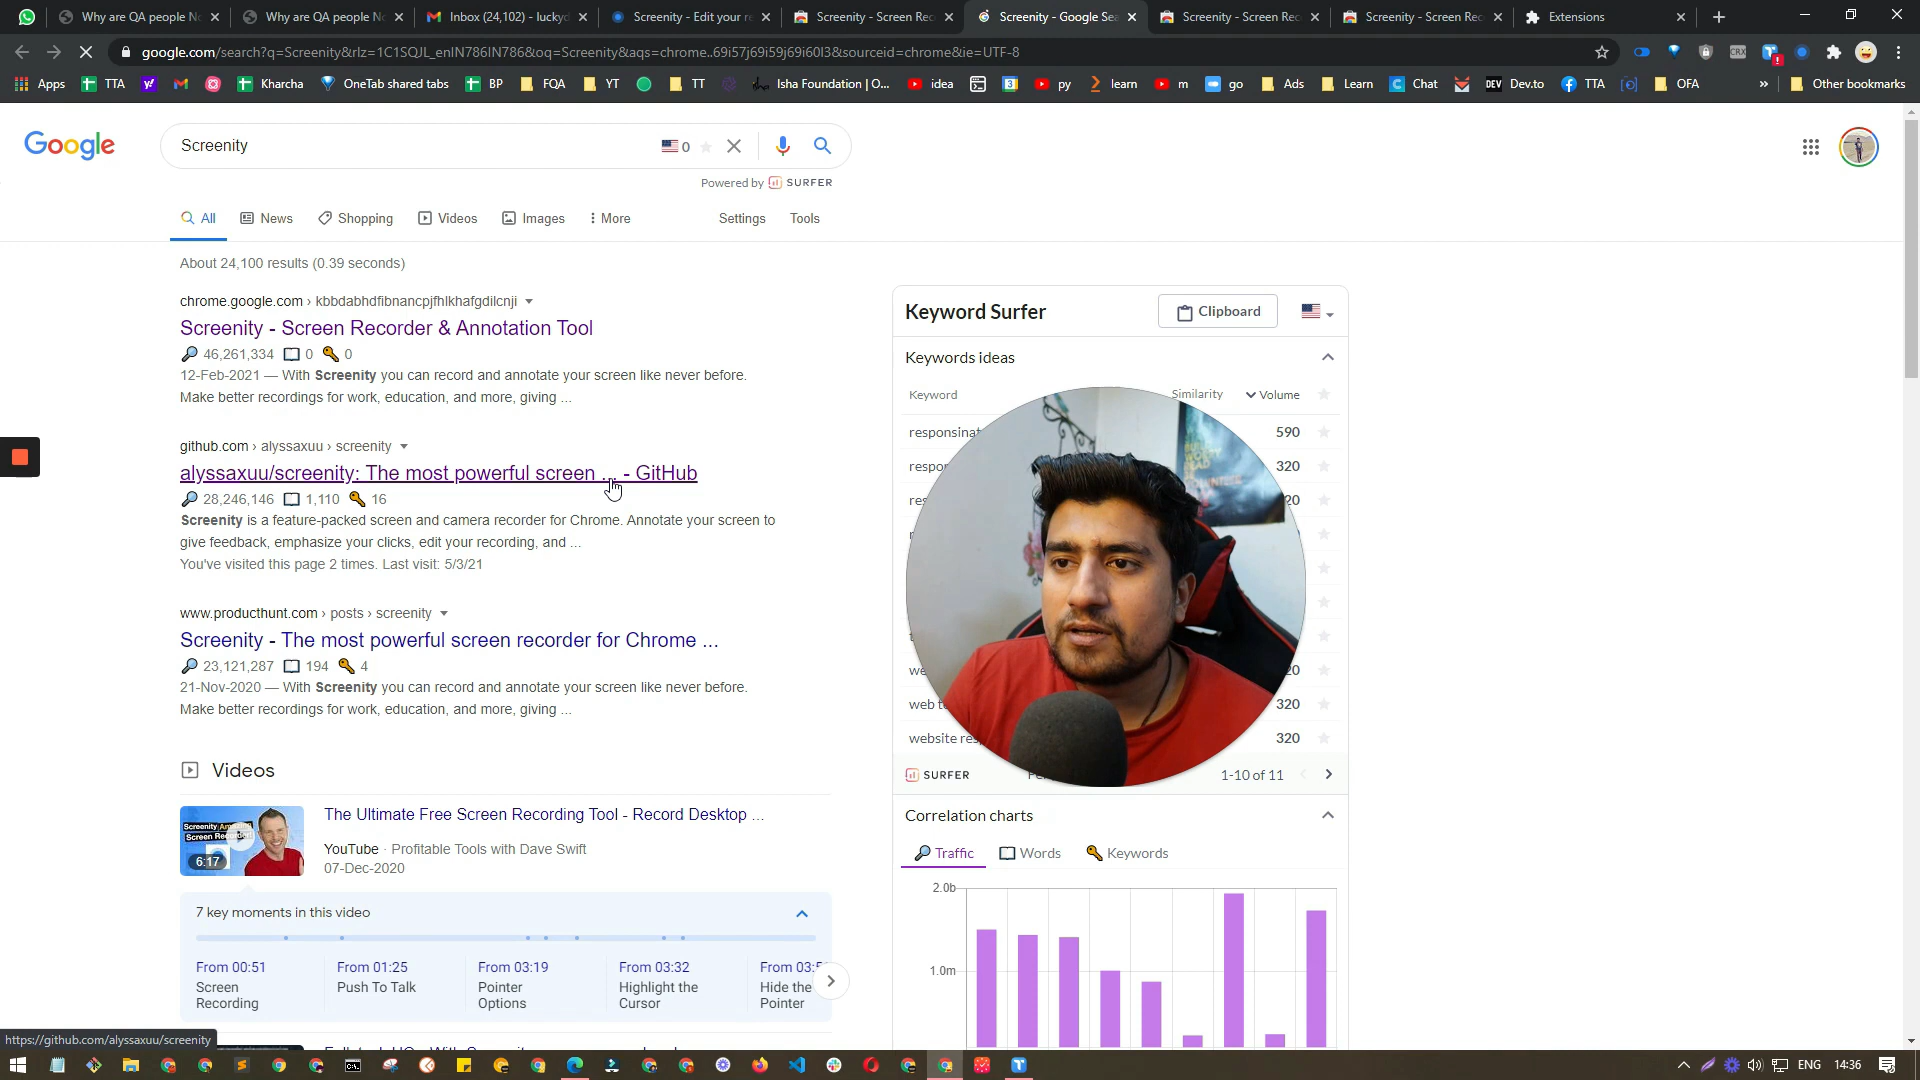 Why are QA people N
Why are QA people N
Inbox (24,102) - luckyd
Screenity - Edit your r
Screenity - Screen Rec
Screenity - Google Sea
Screenity - Screen Rec
Screenity - Screen Rec
Extensions
google.com/search?q=Screenity&rlz=1C1SQJL_enIN786IN786&oq=Screenity&aqs=chrome..69i57j69i59j69i60l3&sourceid=chrome&ie=UTF-8
Apps TTA Kharcha OneTab shared tabs BP FQA YT TT Isha Foundation | O... idea py learn m go Ads Learn Chat DEV Dev.to TTA OFA » Other bookmarks
Google
Screenity
0
Powered by SURFER
All News Shopping Videos Images More Settings Tools
About 24,100 results (0.39 seconds)
chrome.google.com › kbbdabhdfibnancpjfhlkhafgdilcnji
Screenity - Screen Recorder & Annotation Tool
46,261,334 0 0
12-Feb-2021 — With Screenity you can record and annotate your screen like never before.
Make better recordings for work, education, and more, giving ...
github.com › alyssaxuu › screenity
alyssaxuu/screenity: The most powerful screen ... - GitHub
28,246,146 1,110 16
Screenity is a feature-packed screen and camera recorder for Chrome. Annotate your screen to
give feedback, emphasize your clicks, edit your recording, and ...
You've visited this page 2 times. Last visit: 5/3/21
www.producthunt.com › posts › screenity
Screenity - The most powerful screen recorder for Chrome ...
23,121,287 194 4
21-Nov-2020 — With Screenity you can record and annotate your screen like never before.
Make better recordings for work, education, and more, giving ...
Videos
The Ultimate Free Screen Recording Tool - Record Desktop ...
6:17
YouTube · Profitable Tools with Dave Swift
07-Dec-2020
7 key moments in this video
From 00:51
Screen
Recording
From 01:25
Push To Talk
From 03:19
Pointer
Options
From 03:32
Highlight the
Cursor
From 03:5
Hide the
Pointer
Keyword Surfer
Clipboard
Keywords ideas
Keyword Similarity Volume
responsinat 590
respor 320
res 20
we 20
web t 320
website res 320
SURFER 1-10 of 11
Correlation charts
Traffic Words Keywords
2.0b
1.0m
https://github.com/alyssaxuu/screenity
ENG 14:36